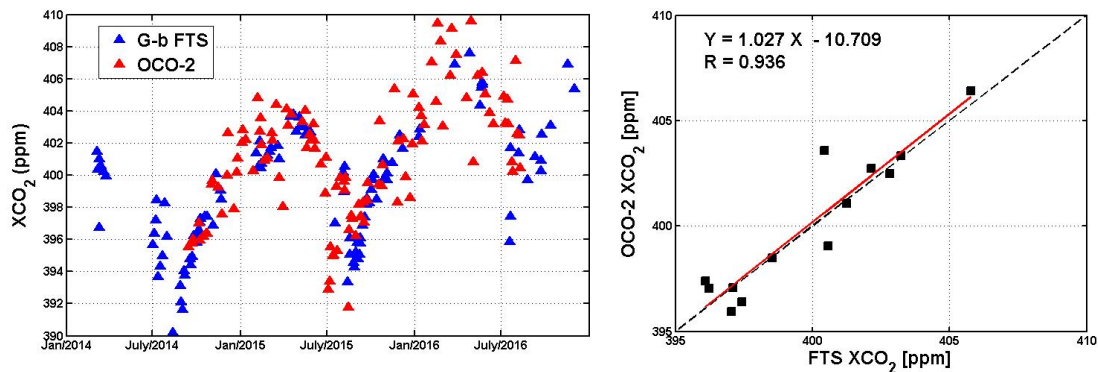 410
408
406
404
402
400
398
396
394
392
390
XCO2 (ppm)
G-b FTS
OCO-2
Jan/2014
July/2014
Jan/2015
July/2015
Jan/2016
July/2016
410
405
400
395
OCO-2 XCO2 [ppm]
Y = 1.027 X - 10.709
R = 0.936
395
400
405
410
FTS XCO2 [ppm]